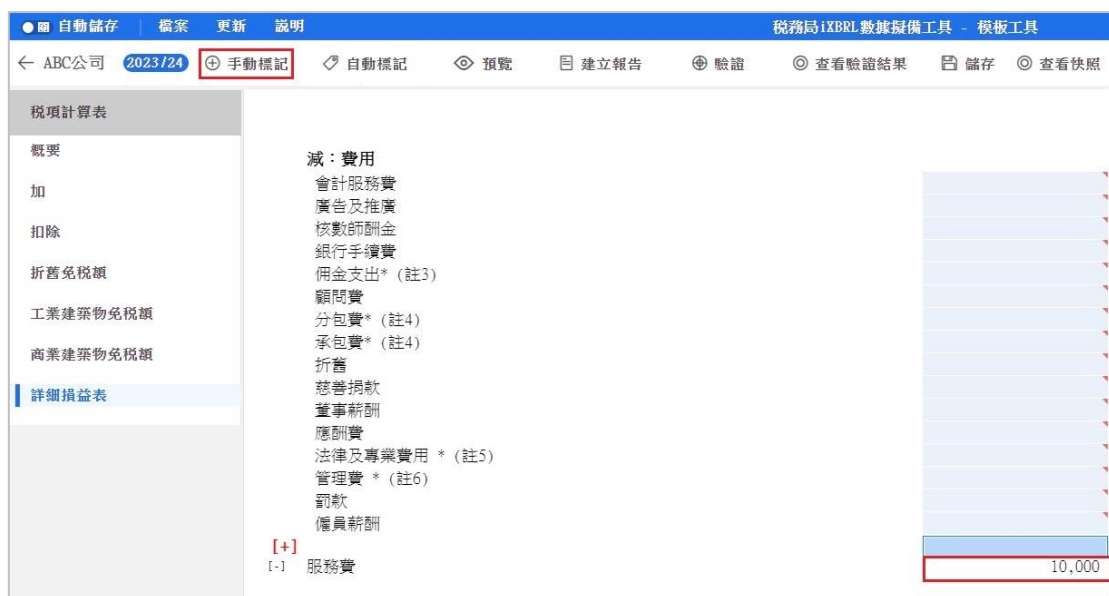 關 自動儲存 檔案 更新 説明 税務局iXBRL數據擬備工具 - 模板工具
← ABC公司 2023/24 手動標記 自動標記 預覽 建立報告 驗證 查看驗證結果 儲存 查看快照
税項計算表
概要
加
扣除
折舊免税額
工業建築物免税額
商業建築物免税額
詳細損益表
減：費用
會計服務費
廣告及推廣
核數師酬金
銀行手續費
佣金支出* (註3)
顧問費
分包費* (註4)
承包費* (註4)
折舊
慈善捐款
董事薪酬
應酬費
法律及專業費用 * (註5)
管理費 * (註6)
罰款
僱員薪酬
[+]
[-] 服務費 10,000